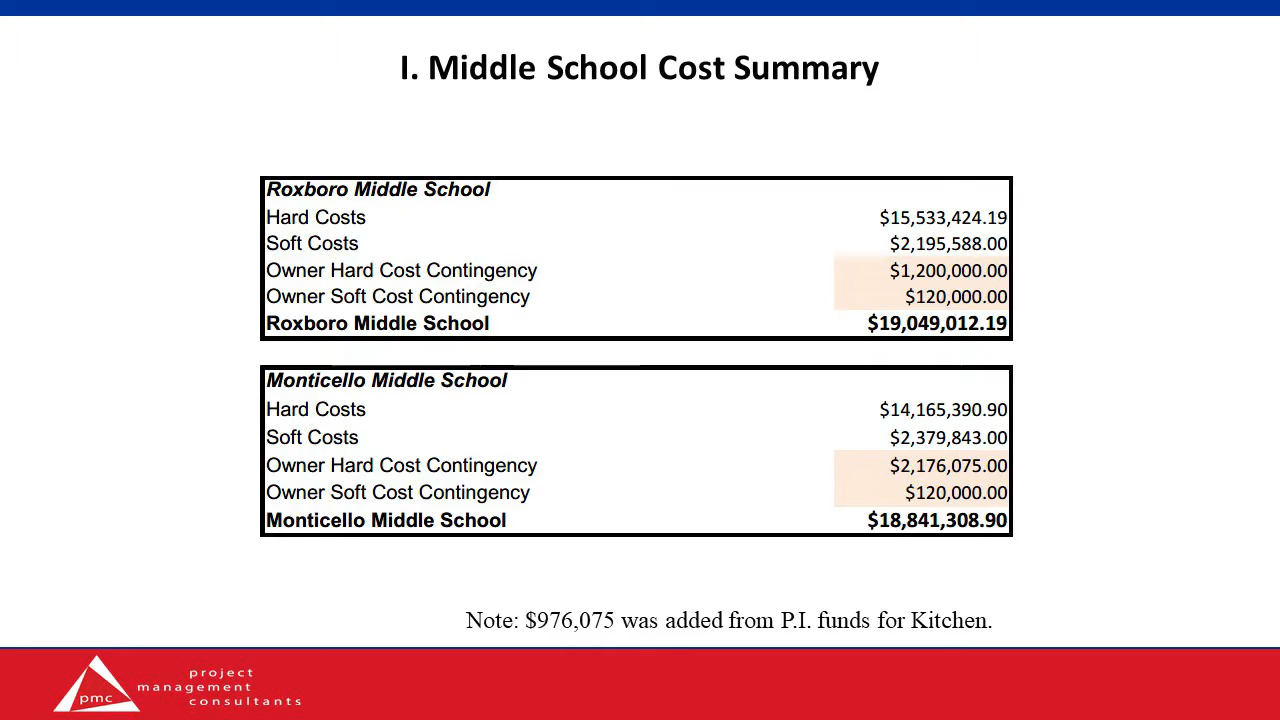 I. Middle School Cost Summary
Roxboro Middle School
Hard Costs $15,533,424.19
Soft Costs $2,195,588.00
Owner Hard Cost Contingency $1,200,000.00
Owner Soft Cost Contingency $120,000.00
Roxboro Middle School $19,049,012.19
Monticello Middle School
Hard Costs $14,165,390.90
Soft Costs $2,379,843.00
Owner Hard Cost Contingency $2,176,075.00
Owner Soft Cost Contingency $120,000.00
Monticello Middle School $18,841,308.90
Note: $976,075 was added from P.I. funds for Kitchen.
pmc
project
management
consultants